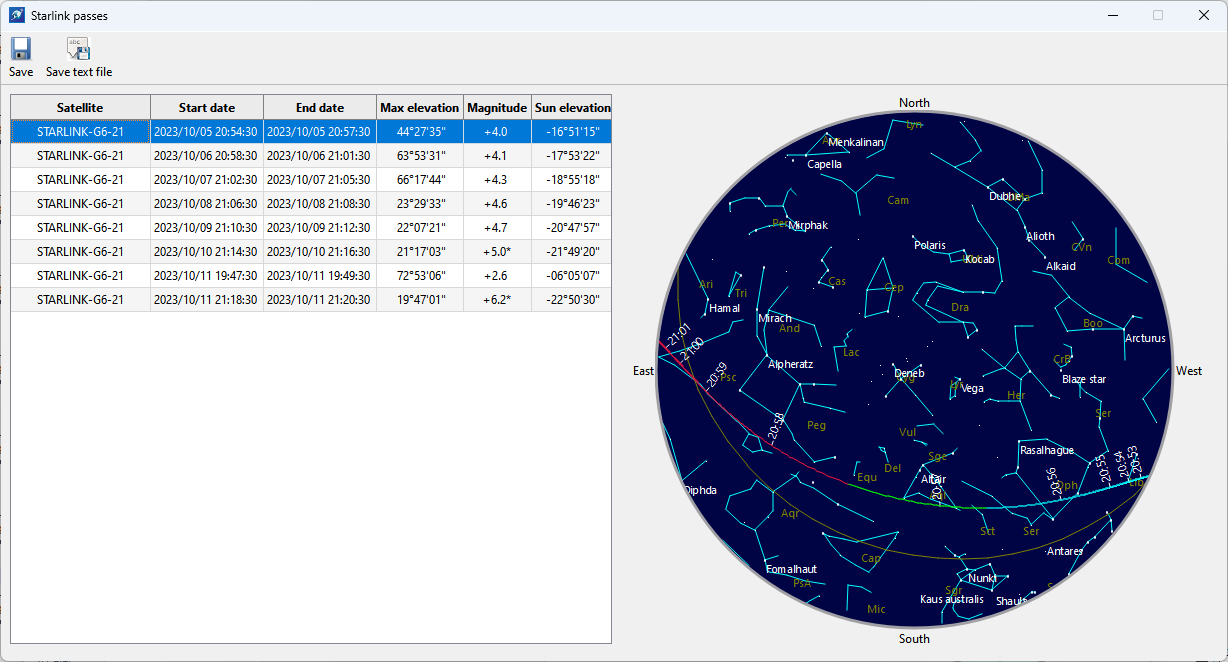 Starlink passes
Save
Save text file
Satellite Start date End date Max elevation Magnitude Sun elevation
STARLINK-G6-21 2023/10/05 20:54:30 2023/10/05 20:57:30 44°27'35" +4.0 -16°51'15"
STARLINK-G6-21 2023/10/06 20:58:30 2023/10/06 21:01:30 63°53'31" +4.1 -17°53'22"
STARLINK-G6-21 2023/10/07 21:02:30 2023/10/07 21:05:30 66°17'44" +4.3 -18°55'18"
STARLINK-G6-21 2023/10/08 21:06:30 2023/10/08 21:08:30 23°29'33" +4.6 -19°46'23"
STARLINK-G6-21 2023/10/09 21:10:30 2023/10/09 21:12:30 22°07'21" +4.7 -20°47'57"
STARLINK-G6-21 2023/10/10 21:14:30 2023/10/10 21:16:30 21°17'03" +5.0* -21°49'20"
STARLINK-G6-21 2023/10/11 19:47:30 2023/10/11 19:49:30 72°53'06" +2.6 -06°05'07"
STARLINK-G6-21 2023/10/11 21:18:30 2023/10/11 21:20:30 19°47'01" +6.2* -22°50'30"
North
Lyn
Menkalinan
Capella
Dubhe
Cam
Per
Mirphak
Alioth
Polaris
CVn
Kocab
Com
Alkaid
Cas
Ari
Cep
Tri
Hamal
Dra
Mirach
And
Boo
Arcturus
-21:01
-21:00
Lac
CrB
Alpheratz
East
West
-20:59
Psc
Deneb
Blaze star
Lyr
Vega
Her
Ser
Peg
-20:58
Vul
Rasalhague
Sge
Del
Equ
Altair
-20:56
Oph
-20:55
-20:54
-20:53
Lib
Diphda
Aqr
Sct
Ser
Antares
Cap
Fomalhaut
PsA
Nunki
Sgr
Kaus australis
Shaula
Mic
South